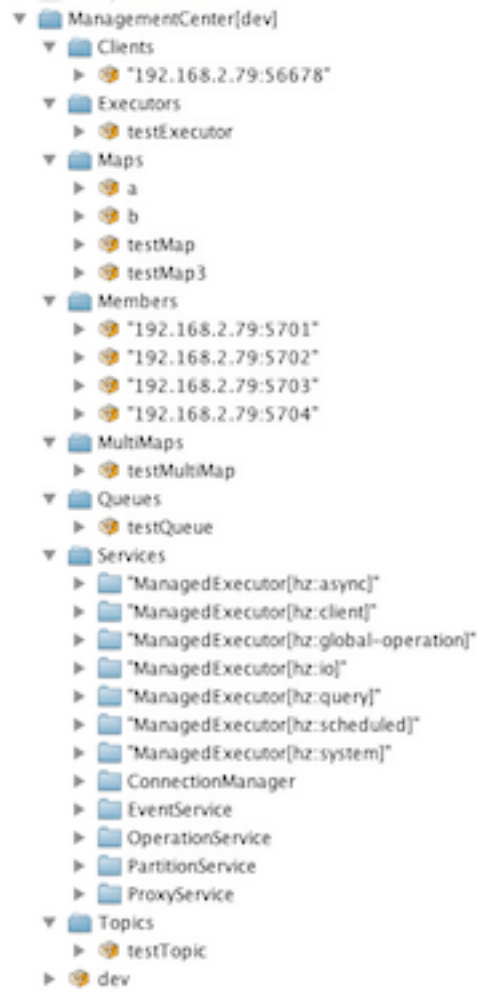 ManagementCenter[dev]
Clients
"192.168.2.79:56678"
Executors
testExecutor
Maps
a
b
testMap
testMap3
Members
"192.168.2.79:5701"
"192.168.2.79:5702"
"192.168.2.79:5703"
"192.168.2.79:5704"
MultiMaps
testMultiMap
Queues
testQueue
Services
"ManagedExecutor[hz:async]"
"ManagedExecutor[hz:client]"
"ManagedExecutor[hz:global-operation]"
"ManagedExecutor[hz:io]"
"ManagedExecutor[hz:query]"
"ManagedExecutor[hz:scheduled]"
"ManagedExecutor[hz:system]"
ConnectionManager
EventService
OperationService
PartitionService
ProxyService
Topics
testTopic
dev